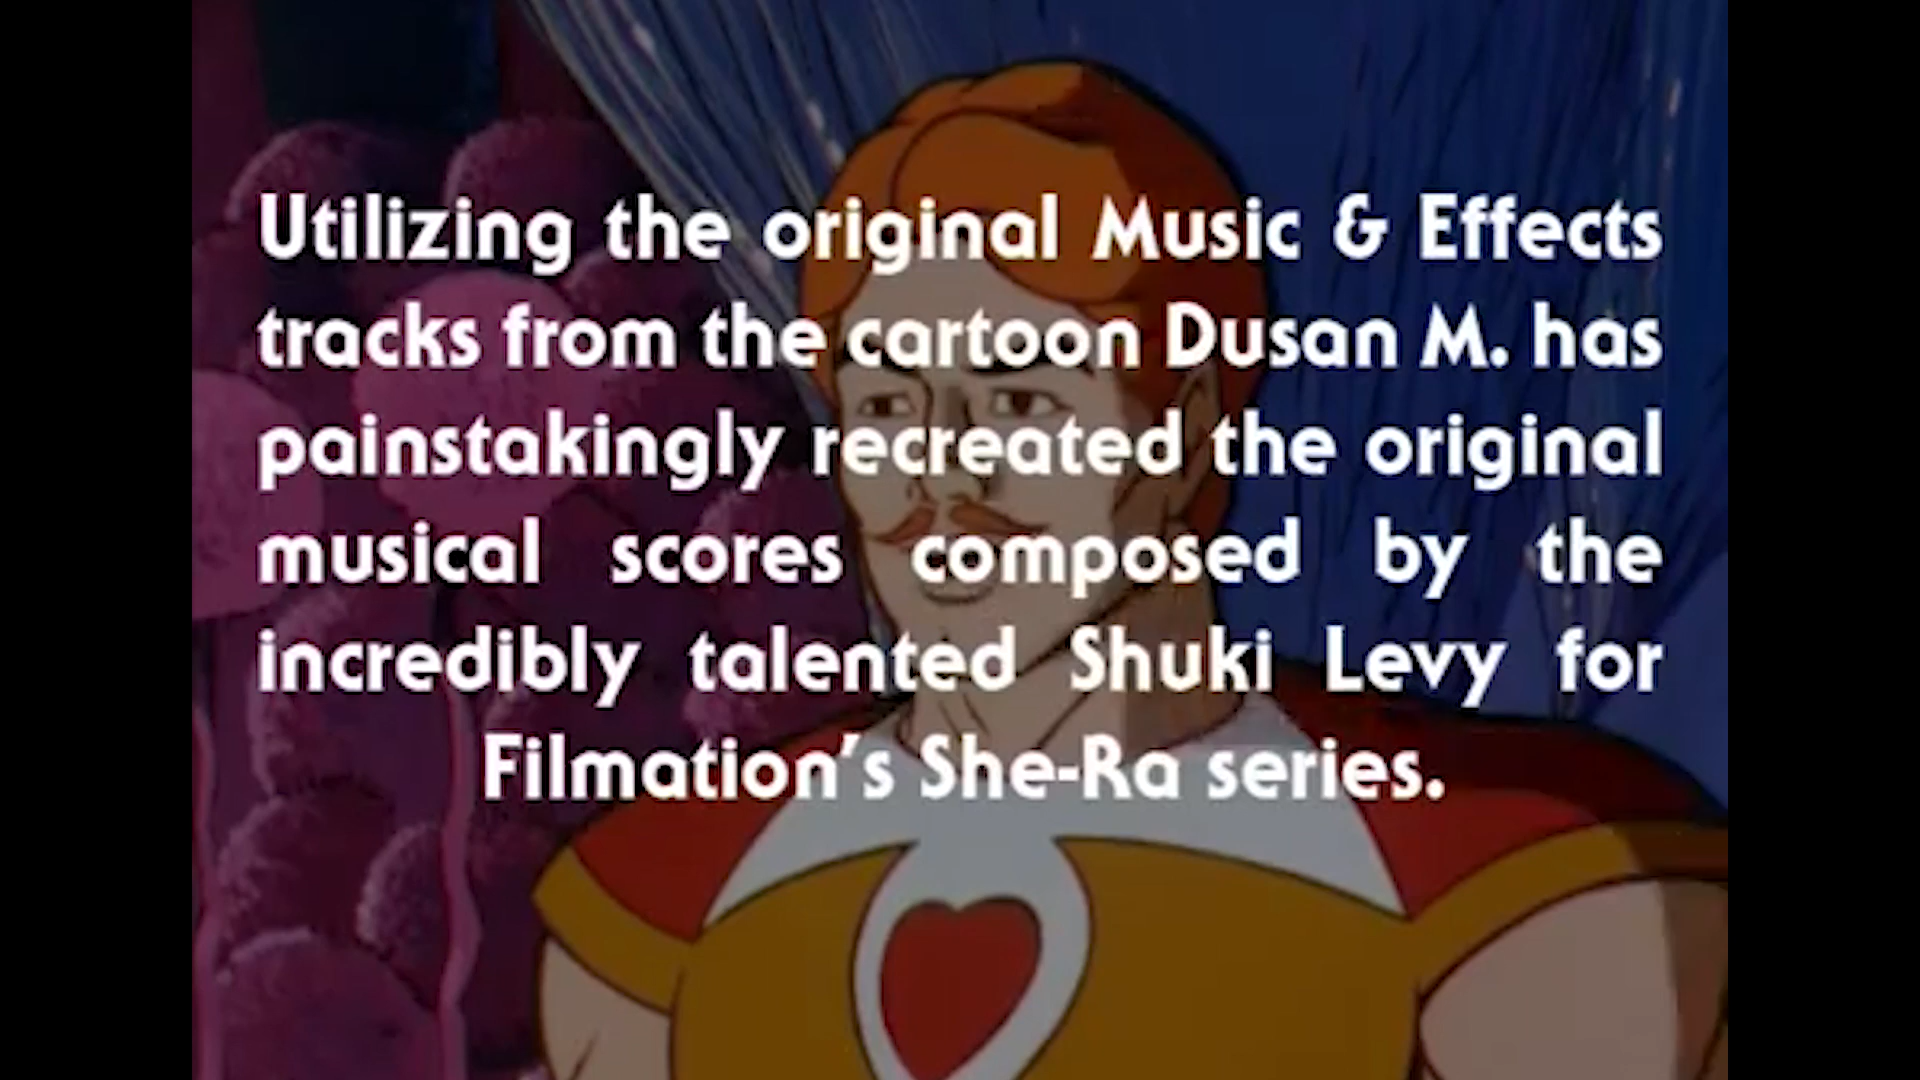 Utilizing the original Music & Effects
tracks from the cartoon Dusan M. has
painstakingly recreated the original
musical scores composed by the
incredibly talented Shuki Levy for
Filmation's She-Ra series.